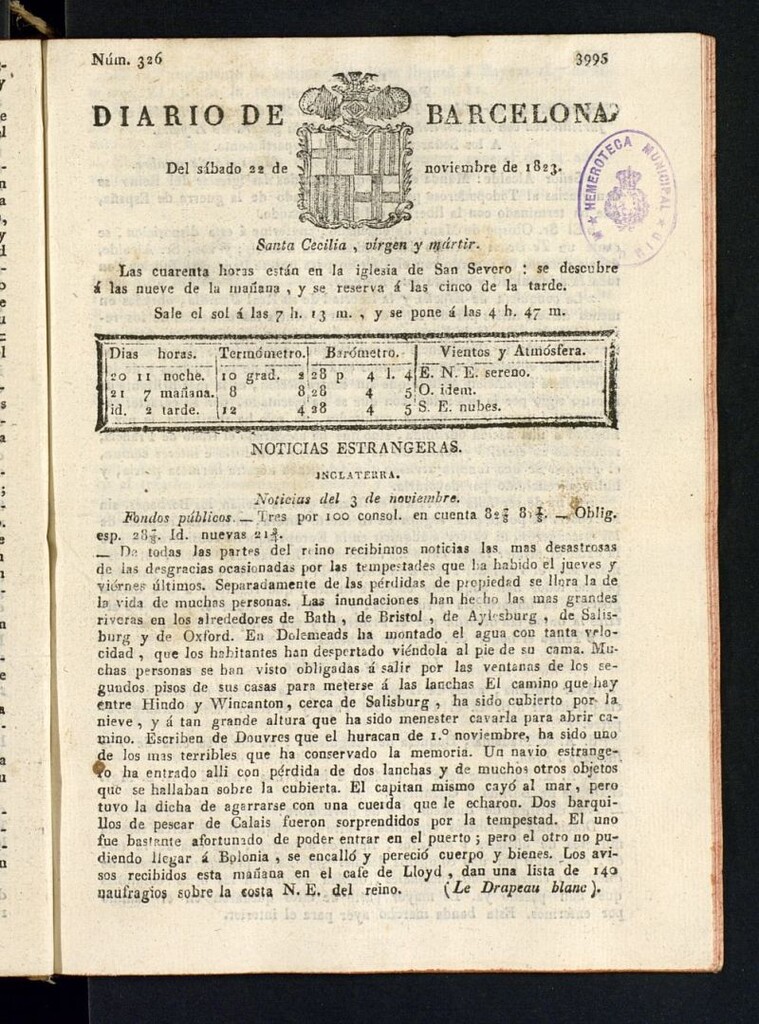 Núm. 326 3995
DIARIO DE BARCELONA,
Del sábado 22 de noviembre de 1823.
HEMEROTECA MUNICIPAL
Santa Cecilia , vírgen y mártir.
Las cuarenta horas están en la iglesia de San Severo : se descubre
á las nueve de la mañana , y se reserva á las cinco de la tarde.
Sale el sol á las 7 h. 13 m. , y se pone á las 4 h. 47 m.
Dias horas. Termómetro. Barómetro. Vientos y Atmósfera.
20 11 noche. 10 grad. 2 28 p 4 l. 4 E. N. E. sereno.
21 7 mañana. 8 8 28 4 5 O. idem.
id. 2 tarde. 12 4 28 4 5 S. E. nubes.
NOTICIAS ESTRANGERAS.
INGLATERRA.
Noticias del 3 de noviembre.
Fondos públicos. — Tres por 100 consol. en cuenta 82 — Oblig.
esp. Id. nuevas
— De todas las partes del reino recibimos noticias las mas desastrosas
de las desgracias ocasionadas por las tempestades que ha habido el jueves y
viérnes últimos. Separadamente de las pérdidas de propiedad se llora la de
la vida de muchas personas. Las inundaciones han hecho las mas grandes
riveras en los alrededores de Bath , de Bristol , de Aylesburg , de Salis-
burg y de Oxford. En Dolemeads ha montado el agua con tanta velo-
cidad , que los habitantes han despertado viéndola al pie de su cama. Mu-
chas personas se han visto obligadas á salir por las ventanas de los se-
gundos pisos de sus casas para meterse á las lanchas El camino que hay
entre Hindo y Wincanton, cerca de Salisburg , ha sido cubierto por la
nieve , y á tan grande altura que ha sido menester cavarla para abrir ca-
mino. Escriben de Douvres que el huracan de 1.º noviembre, ha sido uno
de los mas terribles que ha conservado la memoria. Un navio estrange-
ro ha entrado alli con pérdida de dos lanchas y de muchos otros objetos
que se hallaban sobre la cubierta. El capitan mismo cayó al mar, pero
tuvo la dicha de agarrarse con una cuerda que le echaron. Dos barqui-
llos de pescar de Calais fueron sorprendidos por la tempestad. El uno
fue bastante afortunado de poder entrar en el puerto ; pero el otro no pu-
diendo llegar á Bolonia , se encalló y pereció cuerpo y bienes. Los avi-
sos recibidos esta mañana en el cafe de Lloyd , dan una lista de 140
naufragios sobre la costa N. E. del reino. (Le Drapeau blanc).